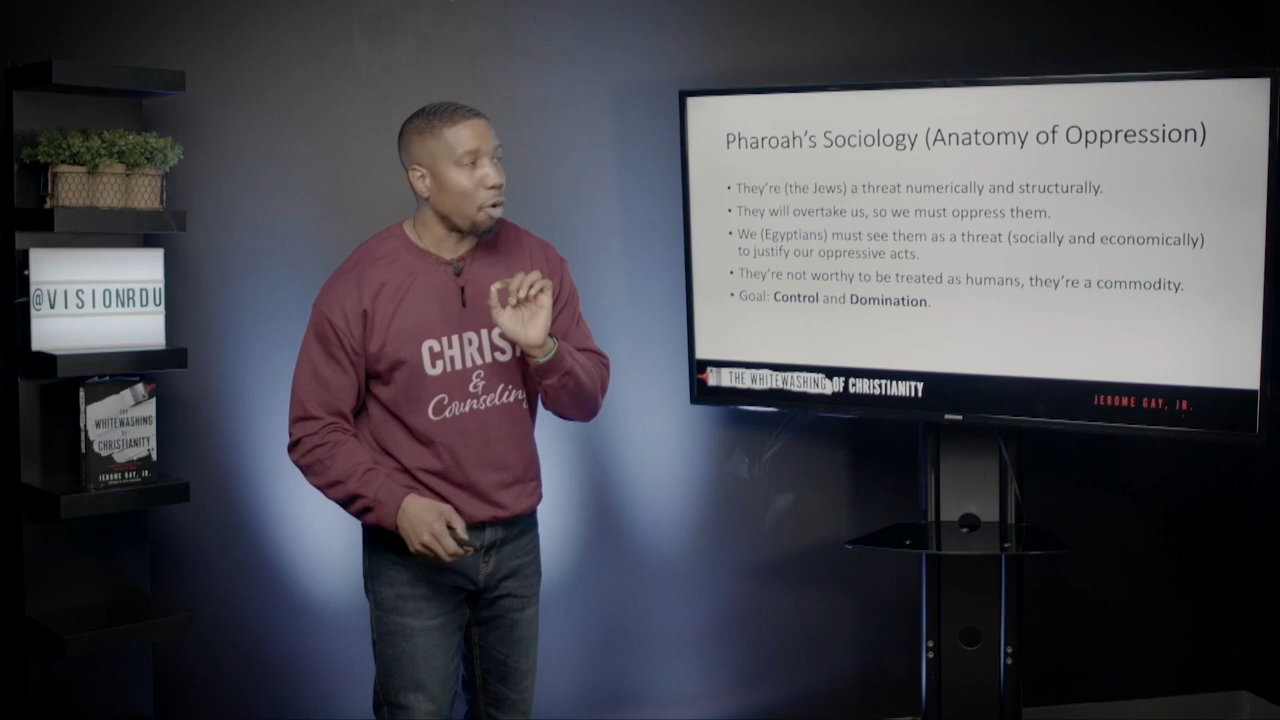 @VISIONRDU
THE
WHITEWASHING
OF
CHRISTIANITY
JEROME GAY, JR.
CHRIST
&
Counseling
Pharoah's Sociology (Anatomy of Oppression)
• They're (the Jews) a threat numerically and structurally.
• They will overtake us, so we must oppress them.
• We (Egyptians) must see them as a threat (socially and economically)
to justify our oppressive acts.
• They're not worthy to be treated as humans, they're a commodity.
• Goal: Control and Domination.
THE WHITEWASHING OF CHRISTIANITY
JEROME GAY, JR.